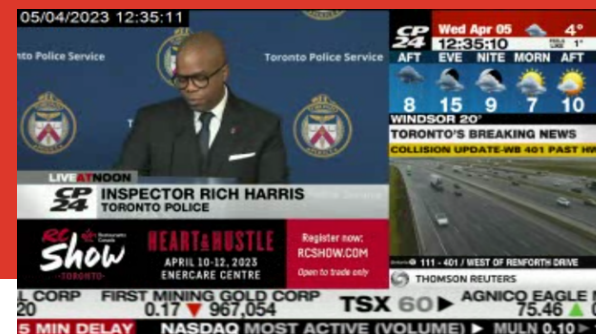 05/04/2023 12:35:11
Toronto Police Service
Toronto Police Service
LIVE AT NOON
CP 24
INSPECTOR RICH HARRIS
TORONTO POLICE
RC Show
TORONTO
HEART & HUSTLE
APRIL 10-12, 2023
ENERCARE CENTRE
Register now:
RCSHOW.COM
Open to trade only
CP 24
Wed Apr 05
4°
12:35:10
1°
AFT EVE NITE MORN AFT
8 15 9 7 10
WINDSOR 20°
TORONTO'S BREAKING NEWS
COLLISION UPDATE-WB 401 PAST HW
111 - 401 / WEST OF RENFORTH DRIVE
THOMSON REUTERS
L CORP FIRST MINING GOLD CORP TSX 60 AGNICO EAGLE
20 0.17 ▼ 967,054 75.46 ▲
5 MIN DELAY NASDAQ MOST ACTIVE (VOLUME) ▶ MULN 0.10